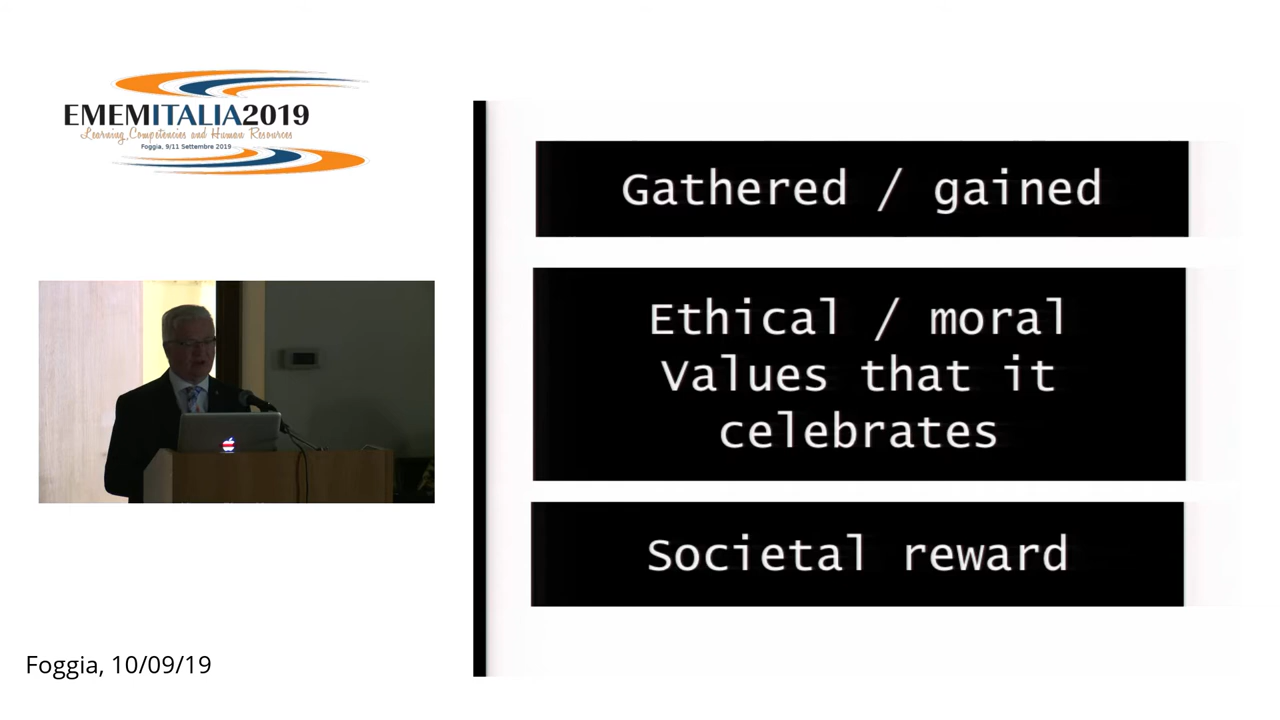 EMEMITALIA2019
Learning, Competencies and Human Resources
Foggia, 9/11 Settembre 2019
Gathered / gained
Ethical / moral
Values that it
celebrates
Societal reward
Foggia, 10/09/19